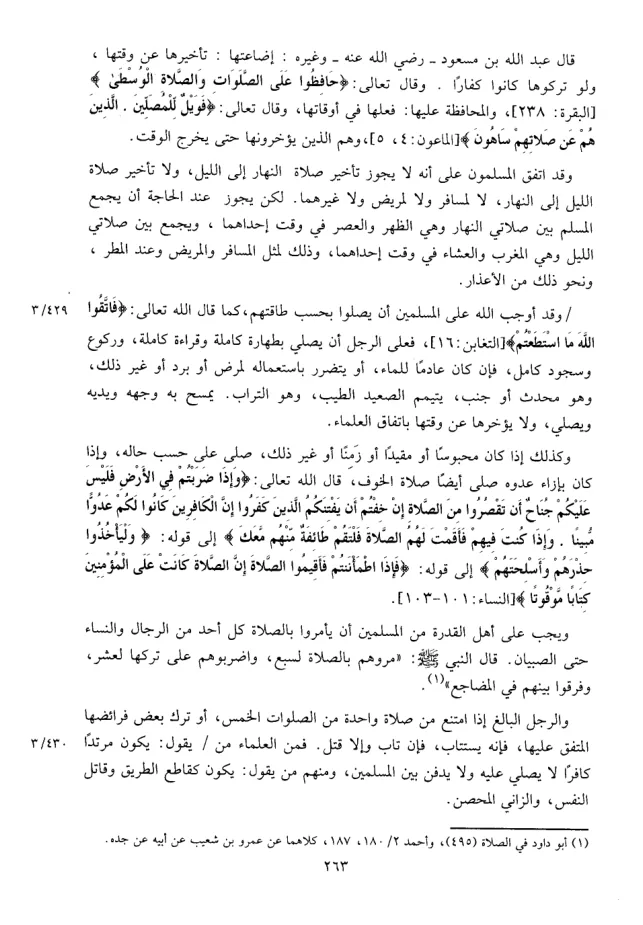 قال عبد الله بن مسعود ـ رضي الله عنه ـ وغيره : إضاعتها : تأخيرها عن وقتها ،
ولو تركوها كانوا كفارًا . وقال تعالى: ﴿حَافِظُوا عَلَى الصَّلَوَاتِ وَالصَّلاةِ الْوُسْطَىٰ ﴾
[البقرة: ٢٣٨]، والمحافظة عليها: فعلها في أوقاتها، وقال تعالى: ﴿فَوَيْلٌ لِّلْمُصَلِّينَ . الَّذِينَ
هُمْ عَن صَلاتِهِمْ سَاهُونَ ﴾[الماعون: ٤، ٥]،وهم الذين يؤخرونها حتى يخرج الوقت.
وقد اتفق المسلمون على أنه لا يجوز تأخير صلاة النهار إلى الليل، ولا تأخير صلاة
الليل إلى النهار، لا لمسافر ولا لمريض ولا غيرهما. لكن يجوز عند الحاجة أن يجمع
المسلم بين صلاتي النهار وهي الظهر والعصر في وقت إحداهما ، ويجمع بين صلاتي
الليل وهي المغرب والعشاء في وقت إحداهما، وذلك لمثل المسافر والمريض وعند المطر ،
ونحو ذلك من الأعذار.
/ وقد أوجب الله على المسلمين أن يصلوا بحسب طاقتهم،كما قال الله تعالى: ﴿فَاتَّقُوا ٣/٤٢٩
اللَّهَ مَا اسْتَطَعْتُمْ﴾[التغابن:١٦]، فعلى الرجل أن يصلي بطهارة كاملة وقراءة كاملة، وركوع
وسجود كامل، فإن كان عادمًا للماء، أو يتضرر باستعماله لمرض أو برد أو غير ذلك،
وهو محدث أو جنب، يتيمم الصعيد الطيب، وهو التراب. يمسح به وجهه ويديه
ويصلي، ولا يؤخرها عن وقتها باتفاق العلماء.
وكذلك إذا كان محبوسًا أو مقيدًا أو زَمِنًا أو غير ذلك، صلى على حسب حاله، وإذا
كان بإزاء عدوه صلى أيضًا صلاة الخوف، قال الله تعالى: ﴿وَإِذَا ضَرَبْتُمْ فِي الأَرْضِ فَلَيْسَ
عَلَيْكُمْ جُنَاحٌ أَن تَقْصُرُوا مِنَ الصَّلاةِ إِنْ خِفْتُمْ أَن يَفْتِنَكُمُ الَّذِينَ كَفَرُوا إِنَّ الْكَافِرِينَ كَانُوا لَكُمْ عَدُوًّا
مُّبِينًا . وَإِذَا كُنتَ فِيهِمْ فَأَقَمْتَ لَهُمُ الصَّلاةَ فَلْتَقُمْ طَائِفَةٌ مِّنْهُم مَّعَكَ ﴾ إلى قوله: ﴿ وَلْيَأْخُذُوا
حِذْرَهُمْ وَأَسْلِحَتَهُمْ ﴾ إلى قوله: ﴿فَإِذَا اطْمَأْنَنتُمْ فَأَقِيمُوا الصَّلاةَ إِنَّ الصَّلاةَ كَانَتْ عَلَى الْمُؤْمِنِينَ
كِتَابًا مَّوْقُوتًا ﴾[النساء:١٠١-١٠٣].
ويجب على أهل القدرة من المسلمين أن يأمروا بالصلاة كل أحد من الرجال والنساء
حتى الصبيان. قال النبي ﷺ: «مروهم بالصلاة لسبع، واضربوهم على تركها لعشر،
وفرقوا بينهم في المضاجع»(١).
والرجل البالغ إذا امتنع من صلاة واحدة من الصلوات الخمس، أو ترك بعض فرائضها
المتفق عليها، فإنه يستتاب، فإن تاب وإلا قتل. فمن العلماء من / يقول: يكون مرتدًا ٣/٤٣٠
كافرًا لا يصلي عليه ولا يدفن بين المسلمين، ومنهم من يقول: يكون كقاطع الطريق وقاتل
النفس، والزاني المحصن.
(١) أبو داود في الصلاة (٤٩٥)، وأحمد ٢/ ١٨٠، ١٨٧، كلاهما عن عمرو بن شعيب عن أبيه عن جده.
٢٦٣